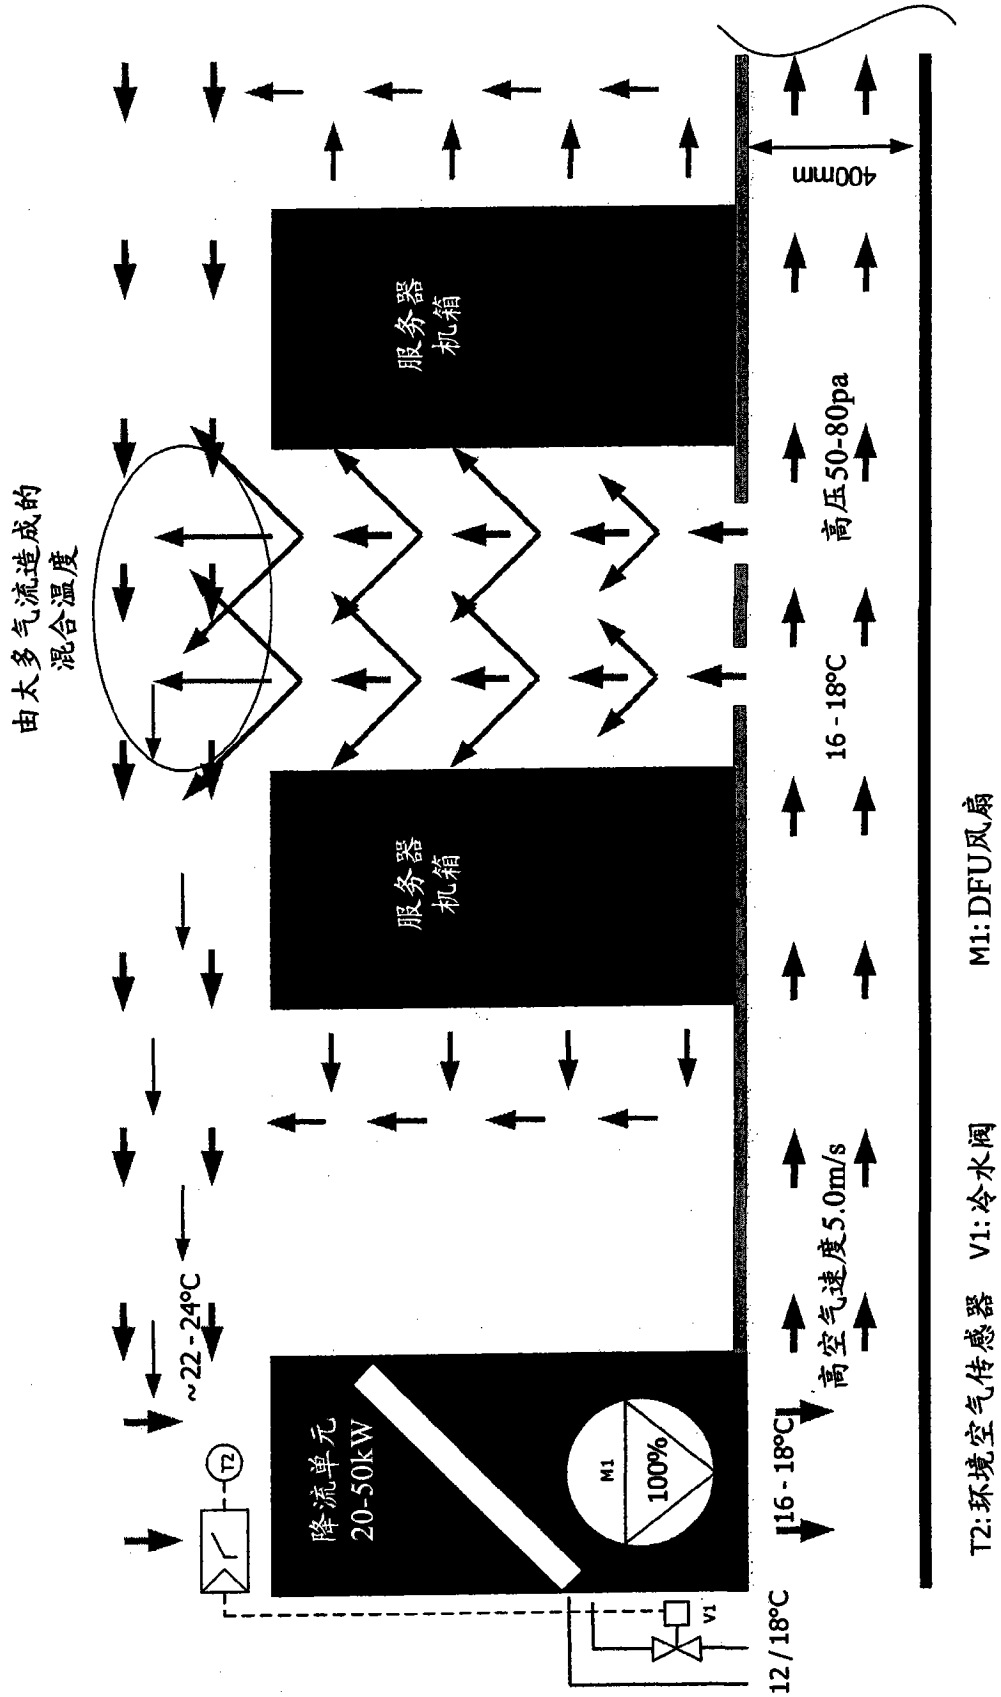 由太多气流造成的
混合温度
~22-24°C
T2
降流单元
20-50kW
M1
100%
服务器
机箱
服务器
机箱
V1
12/18°C
16-18°C
高空气速度5.0m/s
16-18°C
高压50-80pa
400mm
T2:环境空气传感器 V1:冷水阀 M1:DFU风扇